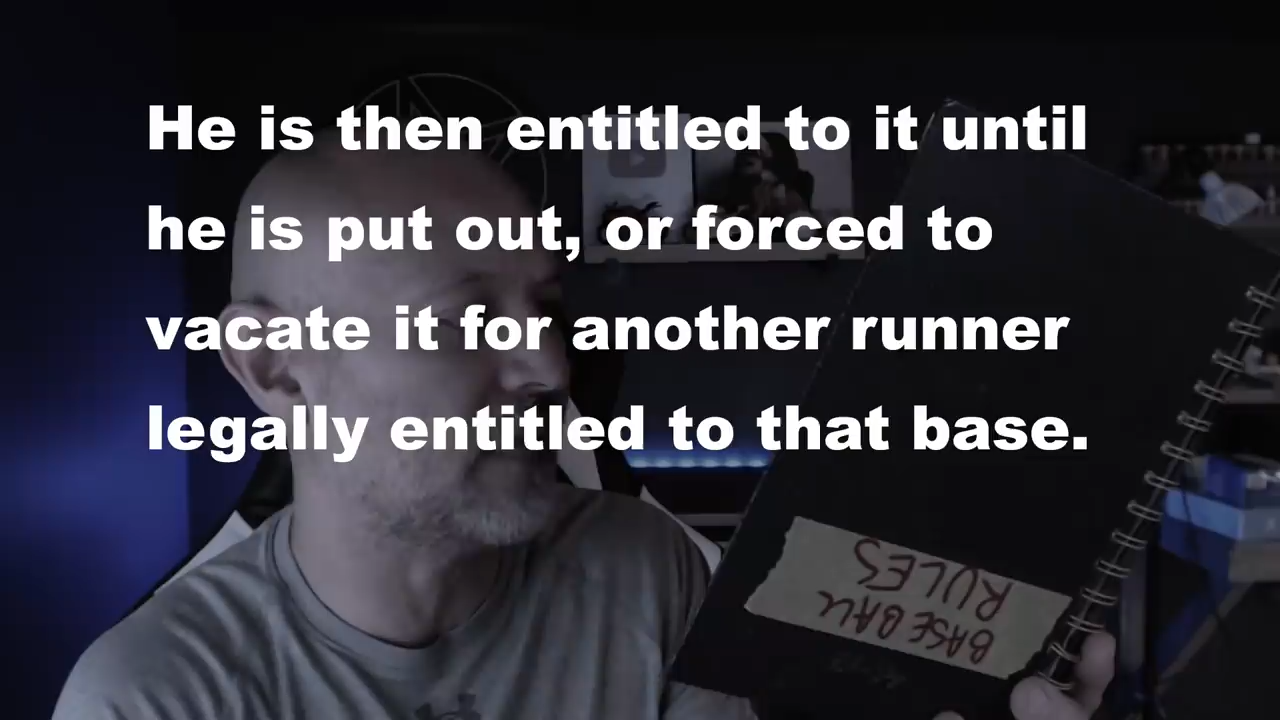 He is then entitled to it until
he is put out, or forced to
vacate it for another runner
legally entitled to that base.
BASEBALL
RULES